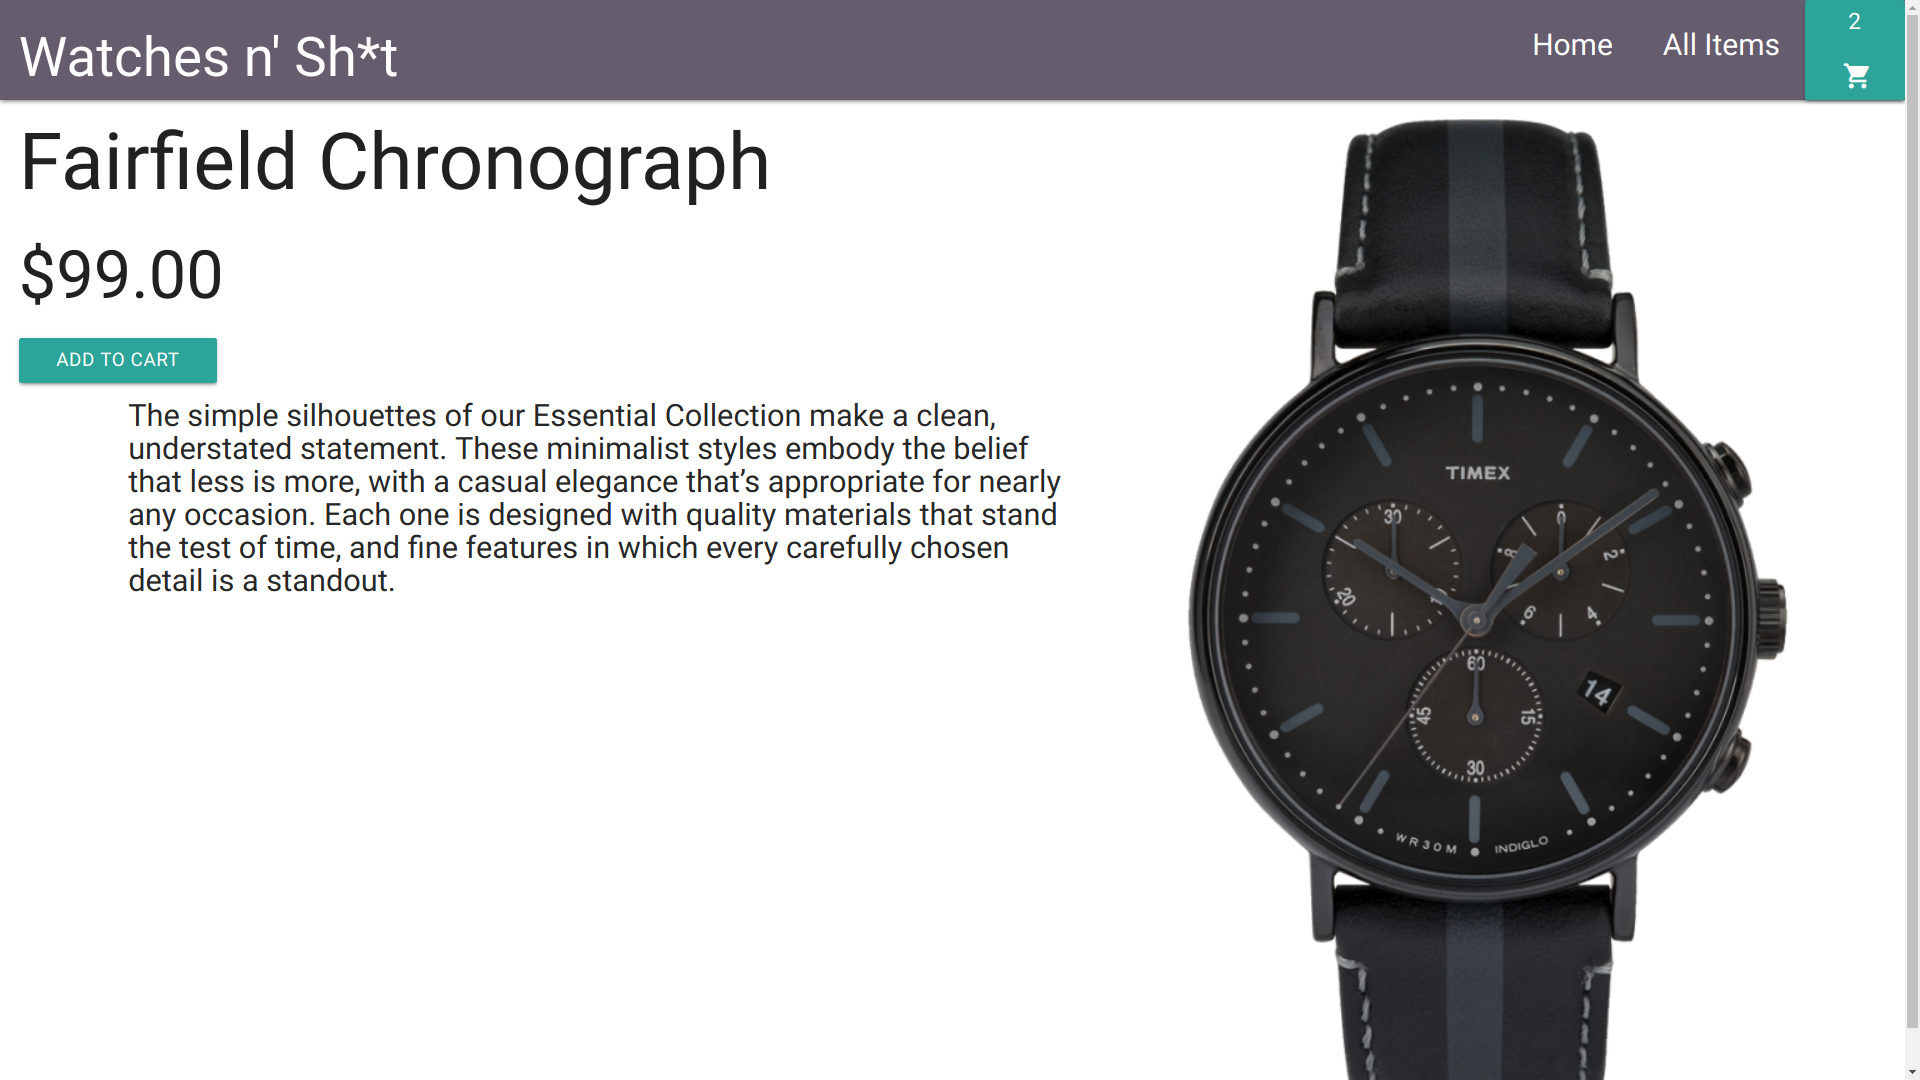 Watches n' Sh*t
Home
All Items
2
Fairfield Chronograph
$99.00
ADD TO CART
The simple silhouettes of our Essential Collection make a clean,
understated statement. These minimalist styles embody the belief
that less is more, with a casual elegance that’s appropriate for nearly
any occasion. Each one is designed with quality materials that stand
the test of time, and fine features in which every carefully chosen
detail is a standout.
TIMEX
30
20
0
2
4
6
8
60
15
30
45
14
WR30M
INDIGLO